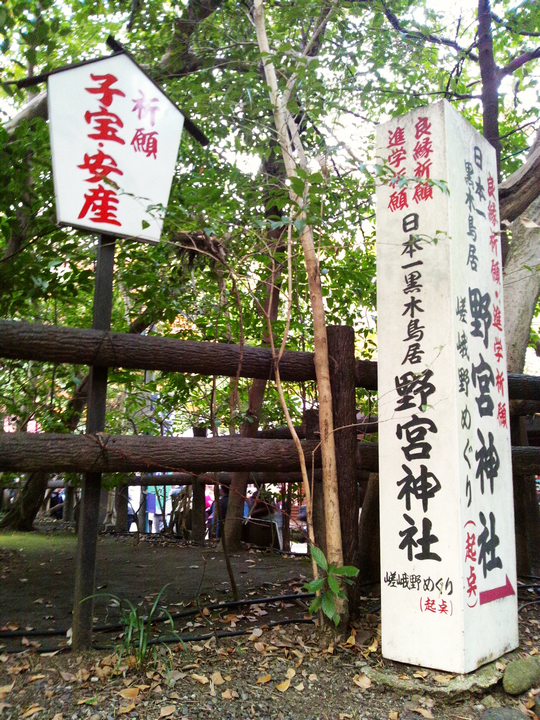 祈願
子宝・安産
良縁祈願
進学祈願
日本一黒木鳥居
野宮神社
嵯峨野めぐり
(起点)
良縁祈願・進学祈願
日本一
黒木鳥居
野宮神社
嵯峨野めぐり(起点)